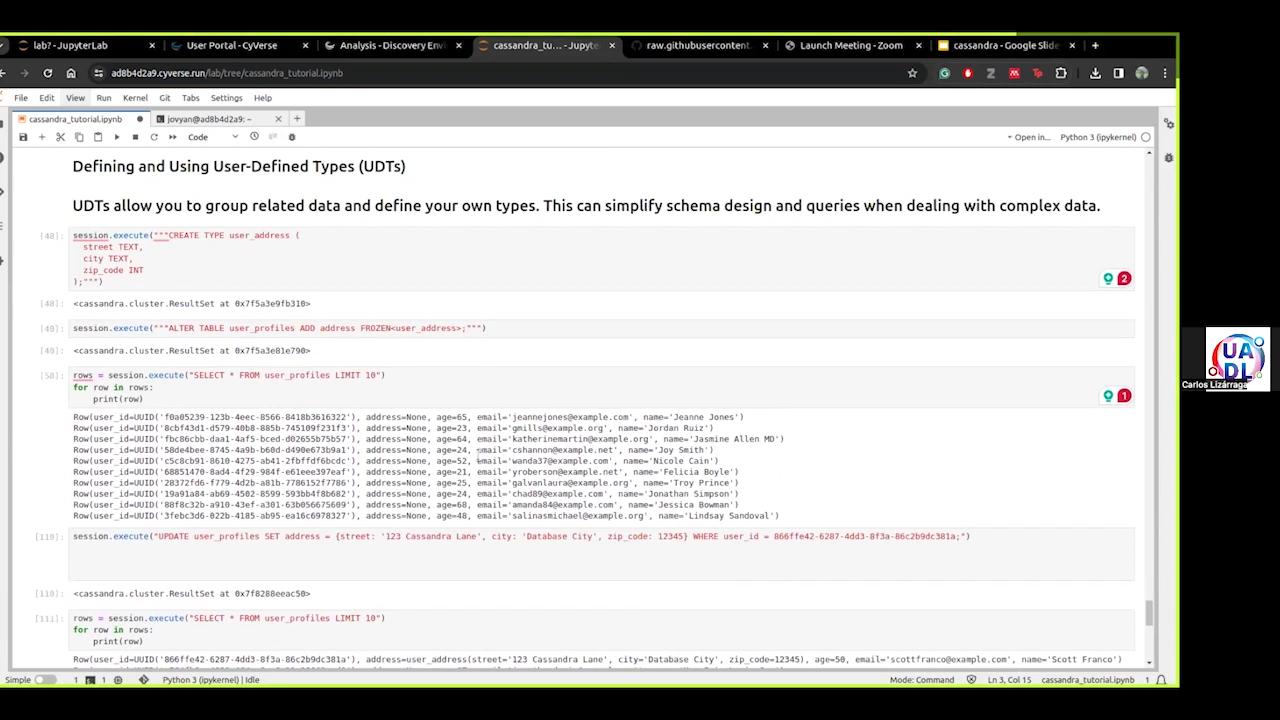 lab? - JupyterLab
User Portal - CyVerse
Analysis - Discovery Envi
cassandra_tu... - Jupyte
raw.githubusercontent.
Launch Meeting - Zoom
cassandra - Google Slide
ad8b4d2a9.cyverse.run/lab/tree/cassandra_tutorial.ipynb
File Edit View Run Kernel Git Tabs Settings Help
cassandra_tutorial.ipynb
jovyan@ad8b4d2a9: ~
Code
Open in...
Python 3 (ipykernel)
Defining and Using User-Defined Types (UDTs)
UDTs allow you to group related data and define your own types. This can simplify schema design and queries when dealing with complex data.
[48]: session.execute("""CREATE TYPE user_address (
street TEXT,
city TEXT,
zip_code INT
);""")
2
[48]: <cassandra.cluster.ResultSet at 0x7f5a3e9fb310>
[49]: session.execute("""ALTER TABLE user_profiles ADD address FROZEN<user_address>;""")
[49]: <cassandra.cluster.ResultSet at 0x7f5a3e81e790>
[50]: rows = session.execute("SELECT * FROM user_profiles LIMIT 10")
for row in rows:
print(row)
1
Row(user_id=UUID('f0a05239-123b-4eec-8566-8418b3616322'), address=None, age=65, email='jeannejones@example.com', name='Jeanne Jones')
Row(user_id=UUID('8cbf43d1-d579-40b8-885b-745109f231f3'), address=None, age=23, email='gmills@example.org', name='Jordan Ruiz')
Row(user_id=UUID('fbc86cbb-daa1-4af5-bced-d02655b75b57'), address=None, age=64, email='katherinemartin@example.org', name='Jasmine Allen MD')
Row(user_id=UUID('58de4bee-8745-4a9b-b60d-d490e673b9a1'), address=None, age=24, email='cshannon@example.net', name='Joy Smith')
Row(user_id=UUID('c5c8cb91-8610-4275-ab41-2fbffdf6bcdc'), address=None, age=52, email='wanda37@example.com', name='Nicole Cain')
Row(user_id=UUID('68851470-8ad4-4f29-984f-e61eee397eaf'), address=None, age=21, email='yroberson@example.net', name='Felicia Boyle')
Row(user_id=UUID('28372fd6-f779-4d2b-a81b-7786152f7786'), address=None, age=25, email='galvanlaura@example.org', name='Troy Prince')
Row(user_id=UUID('19a91a84-ab69-4502-8599-593bb4f8b682'), address=None, age=24, email='chad89@example.com', name='Jonathan Simpson')
Row(user_id=UUID('88f8c32b-a910-43ef-a301-63b056675609'), address=None, age=68, email='amanda84@example.com', name='Jessica Bowman')
Row(user_id=UUID('3febc3d6-022b-4185-ab95-ea16c6978327'), address=None, age=48, email='salinasmichael@example.org', name='Lindsay Sandoval')
[110]: session.execute("UPDATE user_profiles SET address = {street: '123 Cassandra Lane', city: 'Database City', zip_code: 12345} WHERE user_id = 866ffe42-6287-4dd3-8f3a-86c2b9dc381a;")
[110]: <cassandra.cluster.ResultSet at 0x7f8288eeac50>
[111]: rows = session.execute("SELECT * FROM user_profiles LIMIT 10")
for row in rows:
print(row)
Row(user_id=UUID('866ffe42-6287-4dd3-8f3a-86c2b9dc381a'), address=user_address(street='123 Cassandra Lane', city='Database City', zip_code=12345), age=50, email='scottfranco@example.com', name='Scott Franco')
Simple 1 1 Python 3 (ipykernel) | Idle
Mode: Command Ln 3, Col 15 cassandra_tutorial.ipynb 1
UA
DL
Carlos Lizárraga